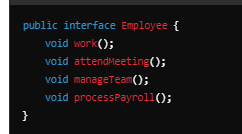 public interface Employee {
    void work();
    void attendMeeting();
    void manageTeam();
    void processPayroll();
}